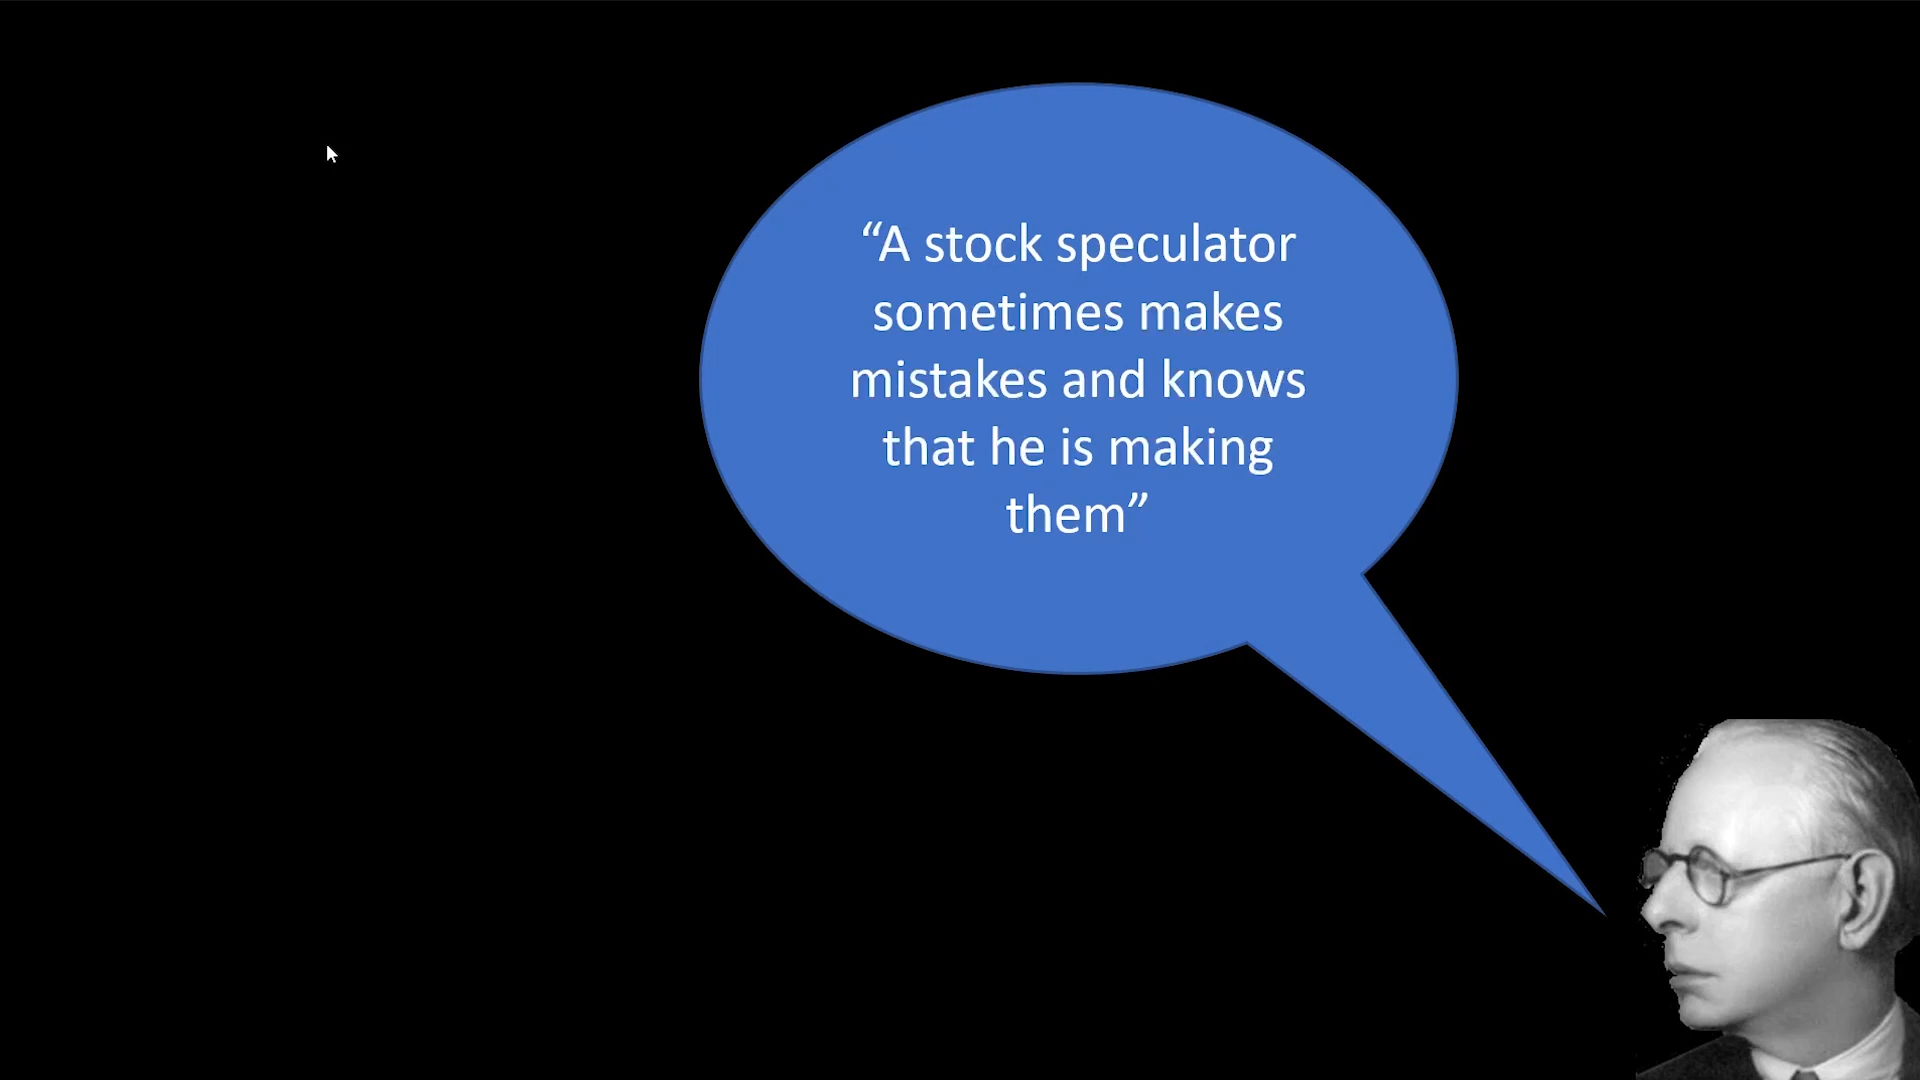 “A stock speculator
sometimes makes
mistakes and knows
that he is making
them”